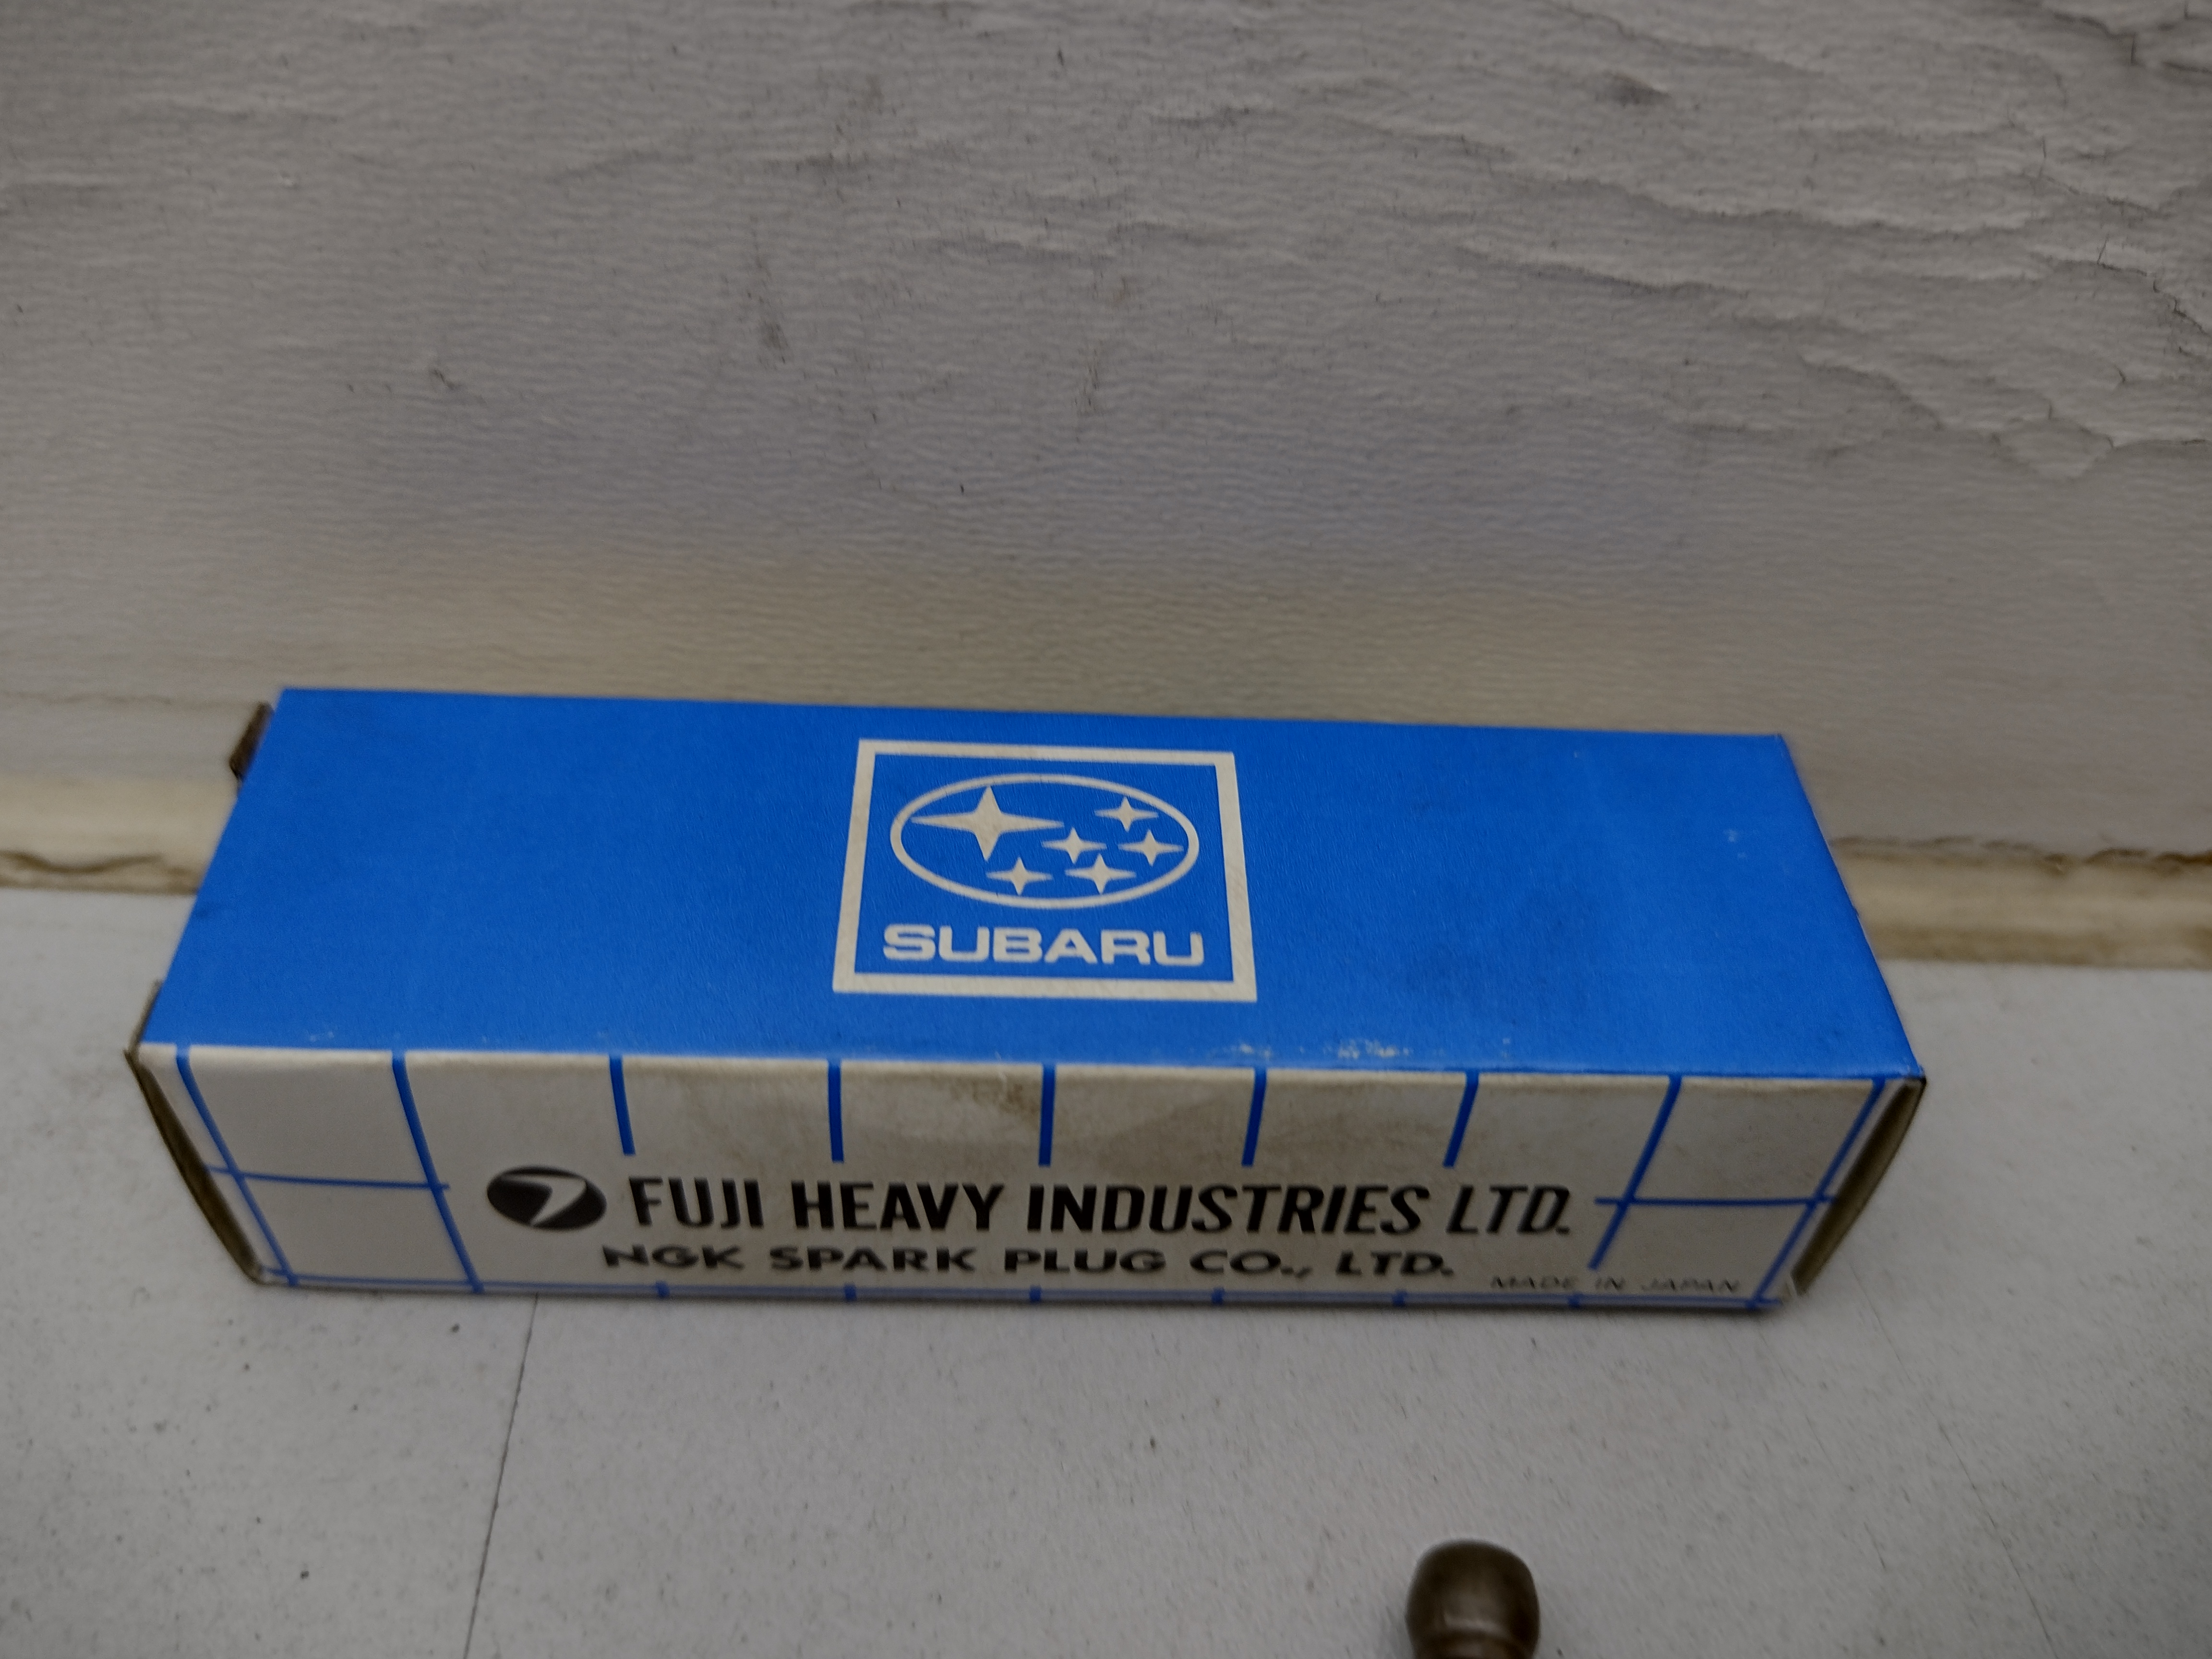 SUBARU
FUJI HEAVY INDUSTRIES LTD.
NGK SPARK PLUG CO., LTD.
MADE IN JAPAN